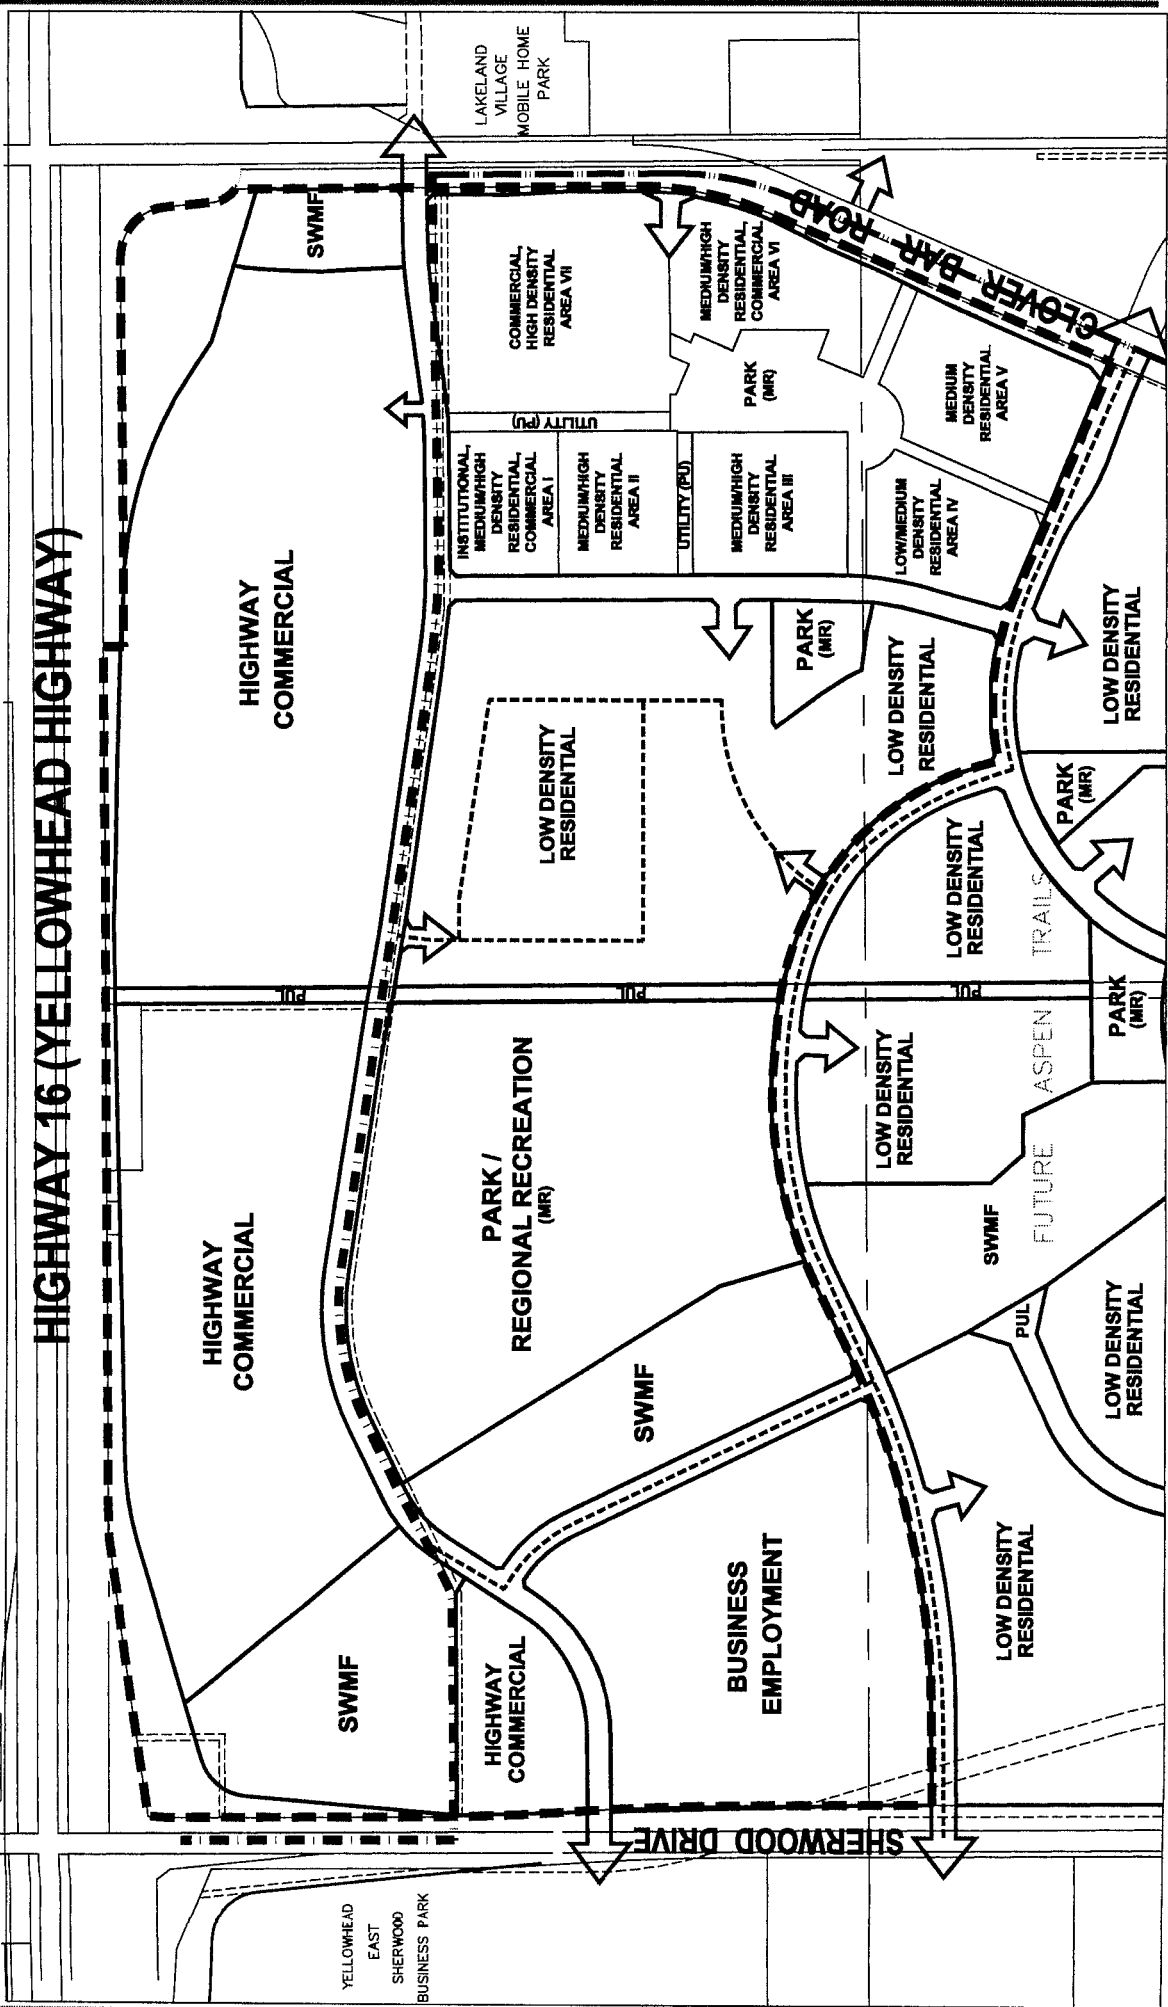 HIGHWAY 16 (YELLOWHEAD HIGHWAY)
YELLOWHEAD
EAST
SHERWOOD
BUSINESS PARK
SHERWOOD DRIVE
SWMF
HIGHWAY
COMMERCIAL
HIGHWAY
COMMERCIAL
BUSINESS
EMPLOYMENT
SWMF
PARK /
REGIONAL RECREATION
(MR)
PUL
PUL
PUL
HIGHWAY
COMMERCIAL
SWMF
LOW DENSITY
RESIDENTIAL
PARK
(MR)
LOW DENSITY
RESIDENTIAL
INSTITUTIONAL,
MEDIUM/HIGH
DENSITY
RESIDENTIAL,
COMMERCIAL
AREA I
MEDIUM/HIGH
DENSITY
RESIDENTIAL
AREA II
UTILITY (PU)
UTILITY (PU)
MEDIUM/HIGH
DENSITY
RESIDENTIAL
AREA III
LOW/MEDIUM
DENSITY
RESIDENTIAL
AREA IV
MEDIUM
DENSITY
RESIDENTIAL
AREA V
PARK
(MR)
COMMERCIAL,
HIGH DENSITY
RESIDENTIAL
AREA VII
MEDIUM/HIGH
DENSITY
RESIDENTIAL,
COMMERCIAL
AREA VI
CLOVER BAR ROAD
LAKELAND
VILLAGE
MOBILE HOME
PARK
LOW DENSITY
RESIDENTIAL
LOW DENSITY
RESIDENTIAL
PUL
SWMF
LOW DENSITY
RESIDENTIAL
FUTURE ASPEN TRAILS
LOW DENSITY
RESIDENTIAL
PARK
(MR)
PARK
(MR)
LOW DENSITY
RESIDENTIAL